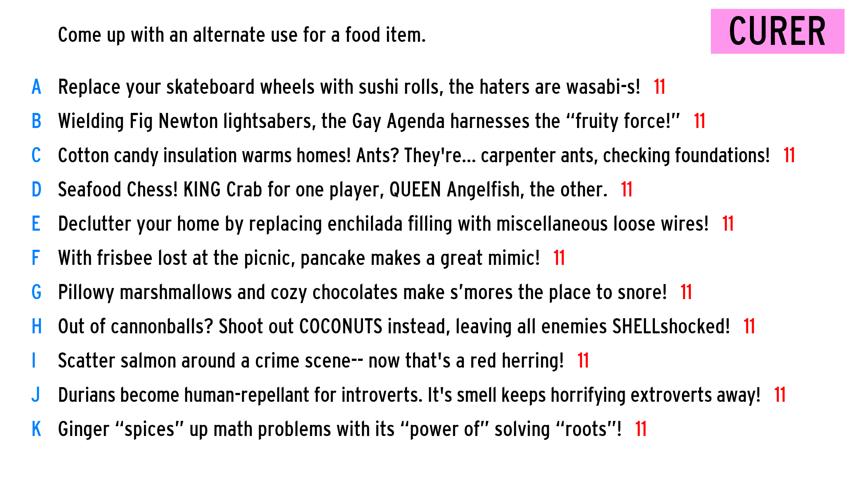 Come up with an alternate use for a food item.
CURER
A Replace your skateboard wheels with sushi rolls, the haters are wasabi-s! 11
B Wielding Fig Newton lightsabers, the Gay Agenda harnesses the “fruity force!” 11
C Cotton candy insulation warms homes! Ants? They're... carpenter ants, checking foundations! 11
D Seafood Chess! KING Crab for one player, QUEEN Angelfish, the other. 11
E Declutter your home by replacing enchilada filling with miscellaneous loose wires! 11
F With frisbee lost at the picnic, pancake makes a great mimic! 11
G Pillowy marshmallows and cozy chocolates make s’mores the place to snore! 11
H Out of cannonballs? Shoot out COCONUTS instead, leaving all enemies SHELLshocked! 11
I Scatter salmon around a crime scene-- now that's a red herring! 11
J Durians become human-repellant for introverts. It's smell keeps horrifying extroverts away! 11
K Ginger “spices” up math problems with its “power of” solving “roots”! 11